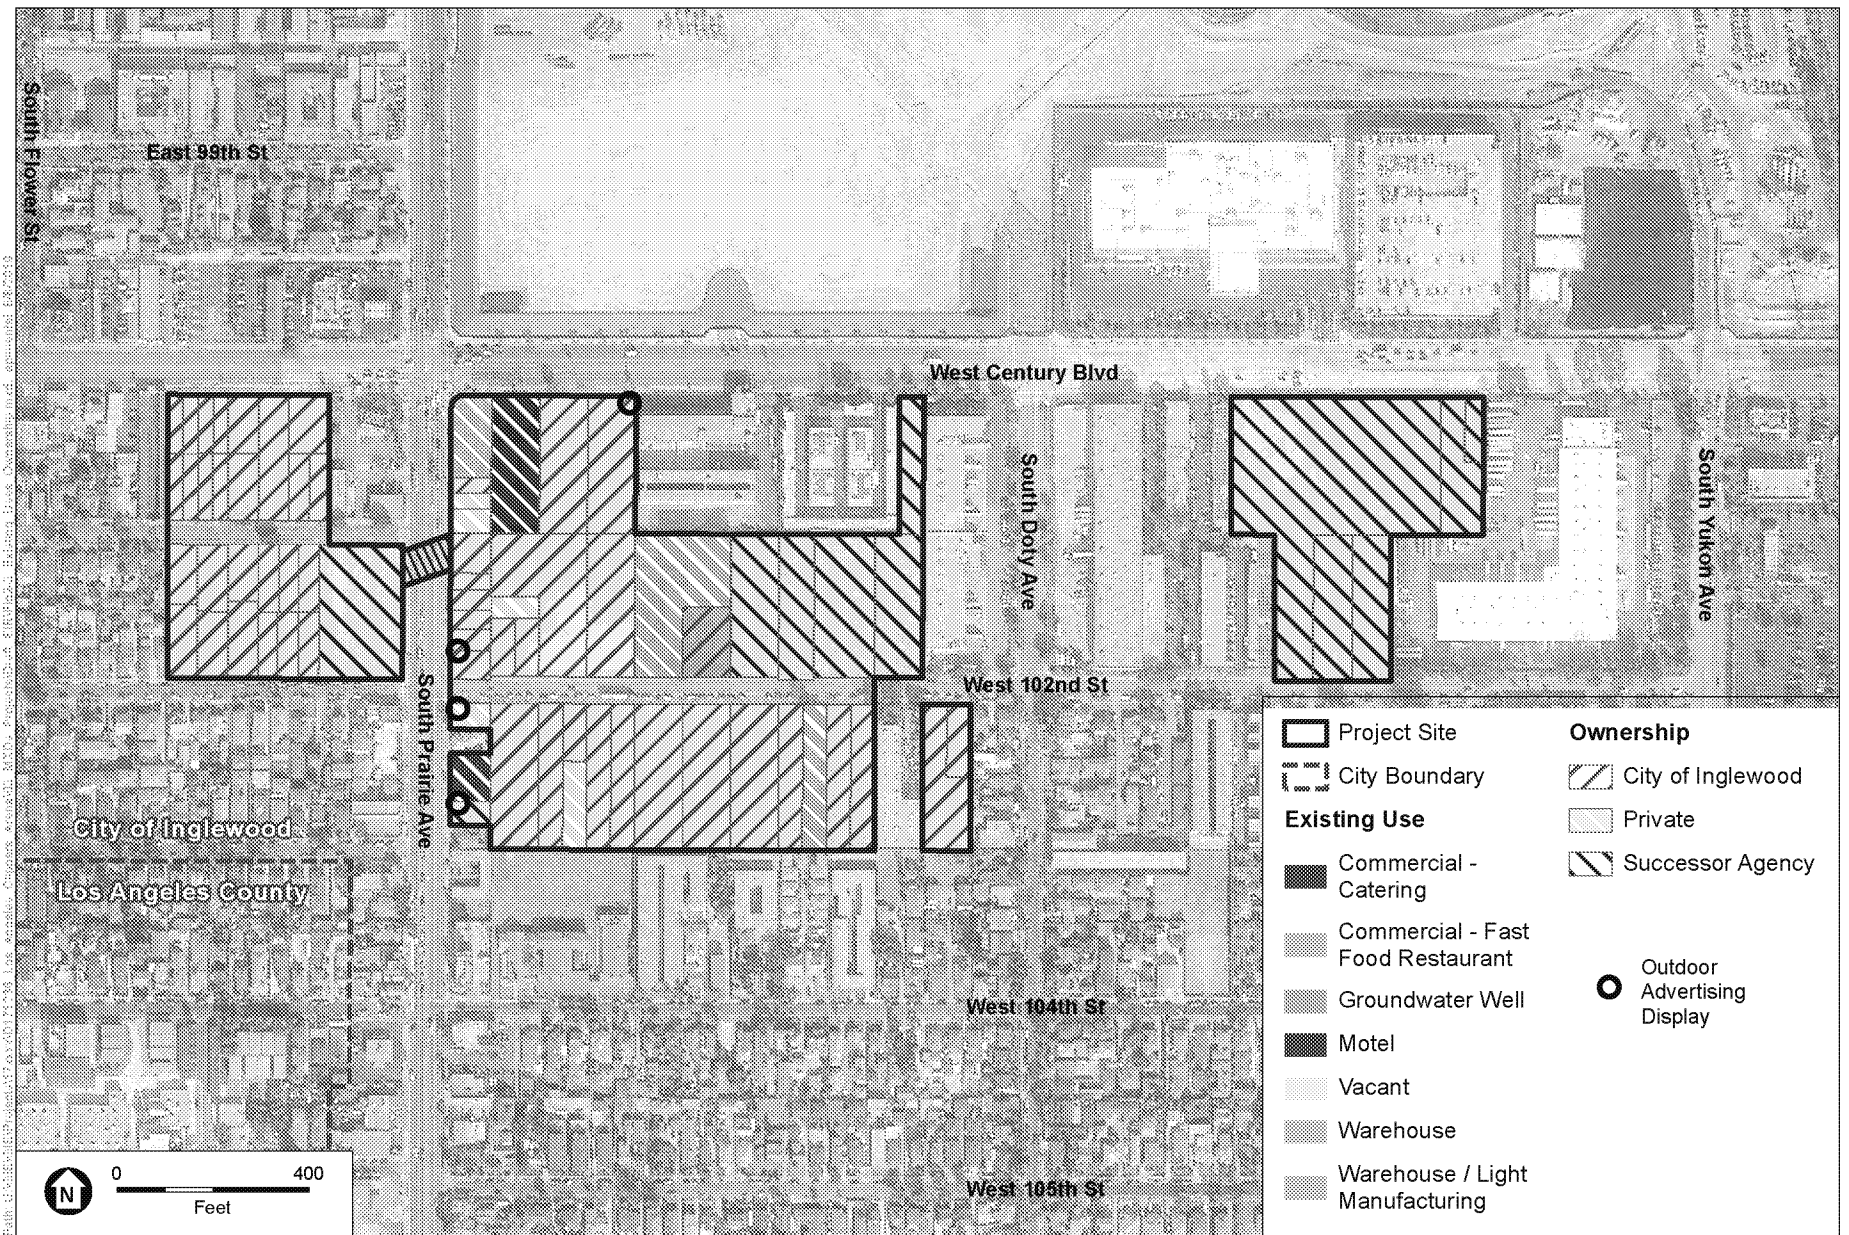 South Flower St
East 99th St
West Century Blvd
South Doty Ave
South Yukon Ave
West 102nd St
South Prairie Ave
City of Inglewood
Los Angeles County
West 104th St
West 105th St
N
0 400
Feet
Project Site
City Boundary
Existing Use
Commercial -
Catering
Commercial - Fast
Food Restaurant
Groundwater Well
Motel
Vacant
Warehouse
Warehouse / Light
Manufacturing
Ownership
City of Inglewood
Private
Successor Agency
Outdoor
Advertising
Display